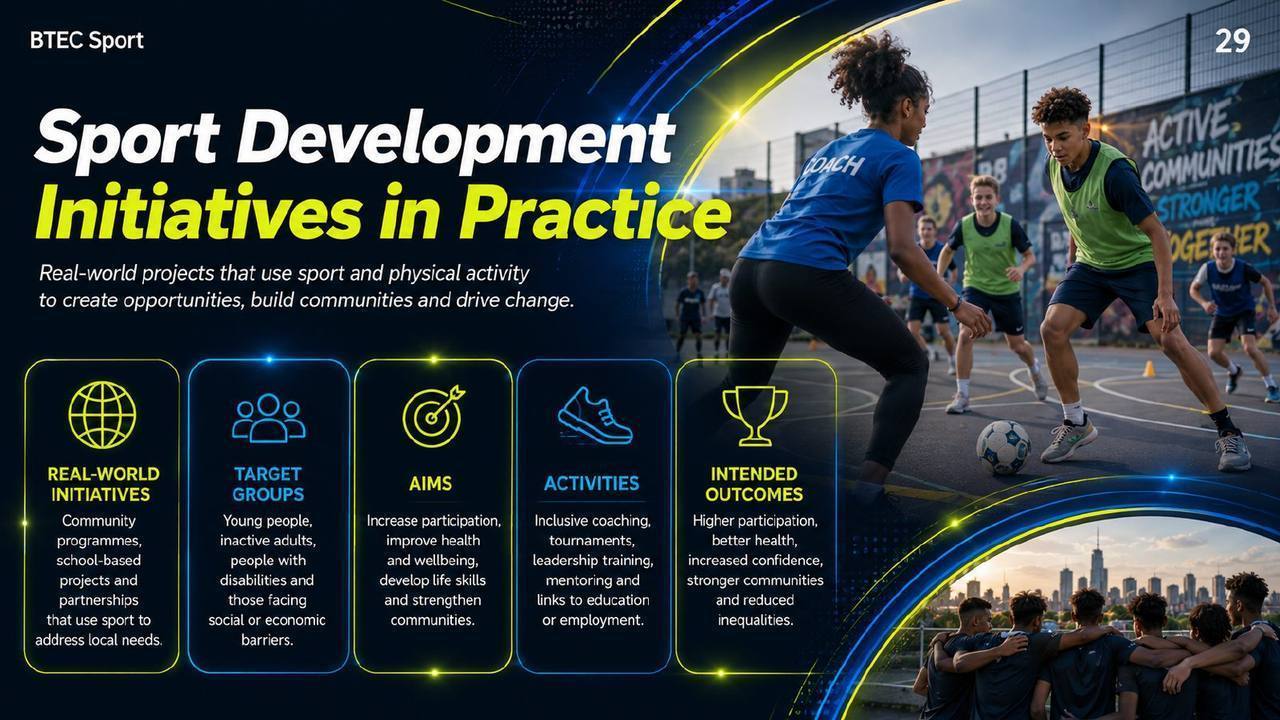 BTEC Sport
29
Sport Development
Initiatives in Practice
Real-world projects that use sport and physical activity
to create opportunities, build communities and drive change.
REAL-WORLD
INITIATIVES
Community
programmes,
school-based
projects and
partnerships
that use sport to
address local needs.
TARGET
GROUPS
Young people,
inactive adults,
people with
disabilities and
those facing
social or economic
barriers.
AIMS
Increase participation,
improve health
and wellbeing,
develop life skills
and strengthen
communities.
ACTIVITIES
Inclusive coaching,
tournaments,
leadership training,
mentoring and
links to education
or employment.
INTENDED
OUTCOMES
Higher participation,
better health,
increased confidence,
stronger communities
and reduced
inequalities.
COACH
ACTIVE
COMMUNITIES
STRONGER
OGETHER